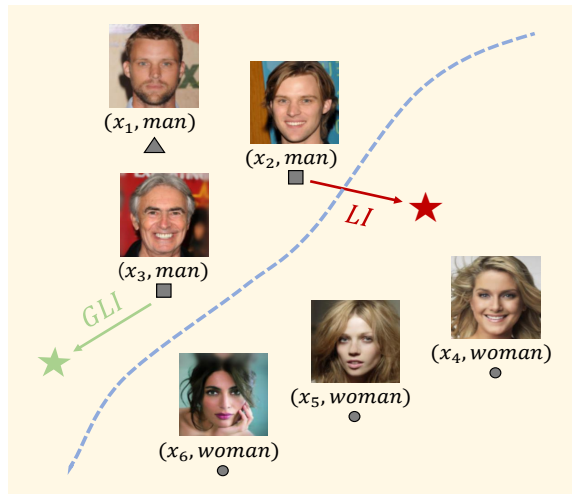 (x₁, man)
(x₂, man)
LI
(x₃, man)
GLI
(x₄, woman)
(x₅, woman)
(x₆, woman)